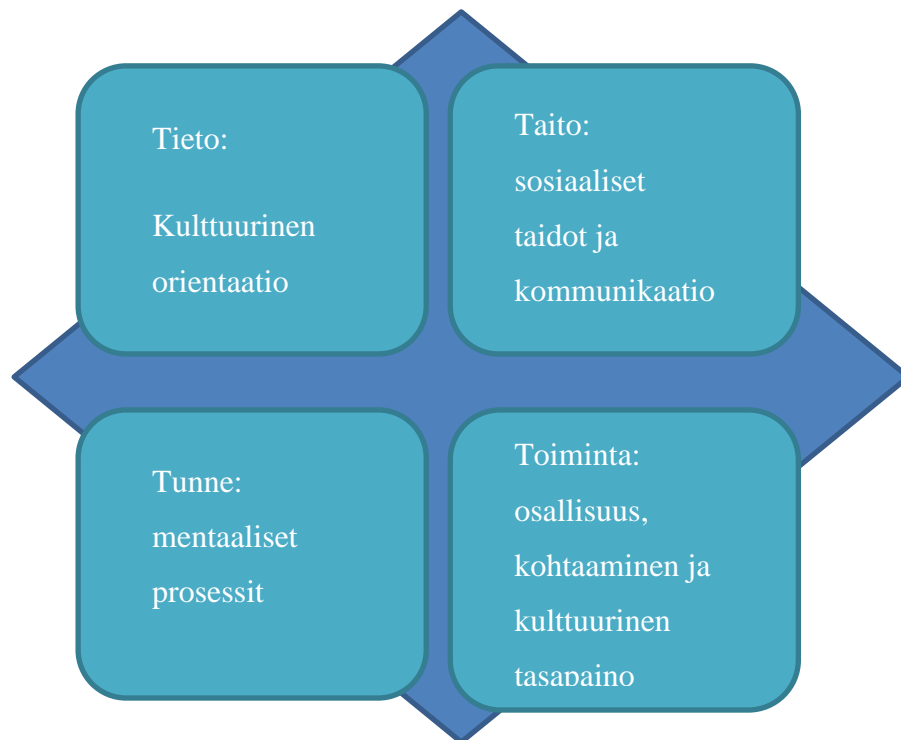 Tieto:
Kulttuurinen
orientaatio
Taito:
sosiaaliset
taidot ja
kommunikaatio
Tunne:
mentaaliset
prosessit
Toiminta:
osallisuus,
kohtaaminen ja
kulttuurinen
tasapaino